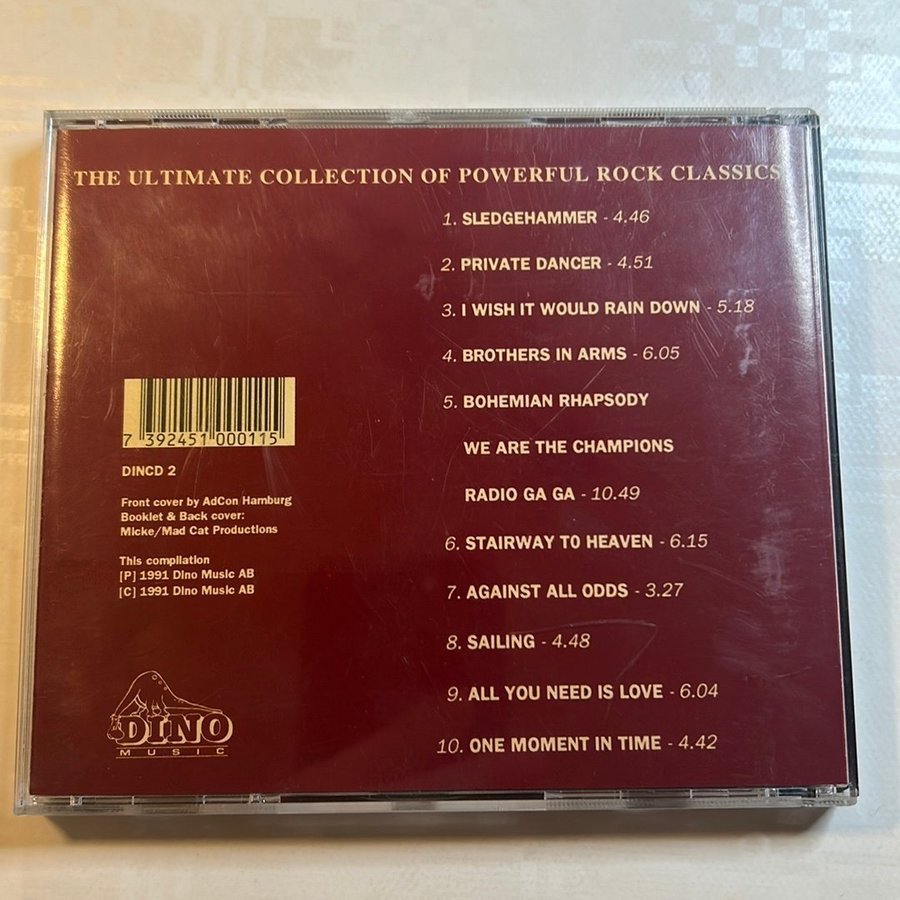 THE ULTIMATE COLLECTION OF POWERFUL ROCK CLASSICS
1. SLEDGEHAMMER - 4.46
2. PRIVATE DANCER - 4.51
3. I WISH IT WOULD RAIN DOWN - 5.18
4. BROTHERS IN ARMS - 6.05
5. BOHEMIAN RHAPSODY
WE ARE THE CHAMPIONS
RADIO GA GA - 10.49
6. STAIRWAY TO HEAVEN - 6.15
7. AGAINST ALL ODDS - 3.27
8. SAILING - 4.48
9. ALL YOU NEED IS LOVE - 6.04
10. ONE MOMENT IN TIME - 4.42
7 392451 000115
DINCD 2
Front cover by AdCon Hamburg
Booklet & Back cover:
Micke/Mad Cat Productions
This compilation
[P] 1991 Dino Music AB
[C] 1991 Dino Music AB
DINO
MUSIC